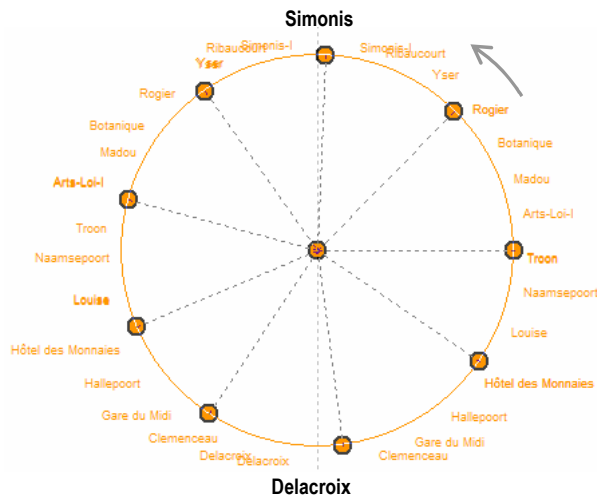 Simonis
Ribaucourt
Simonis-I
Simonis-I
Ribaucourt
Yser
Yser
Rogier
Rogier
Botanique
Botanique
Madou
Madou
Arts-Loi-I
Arts-Loi-I
Troon
Troon
Naamsepoort
Naamsepoort
Louise
Louise
Hôtel des Monnaies
Hôtel des Monnaies
Hallepoort
Hallepoort
Gare du Midi
Gare du Midi
Clemenceau
Clemenceau
Delacroix
Delacroix
Delacroix